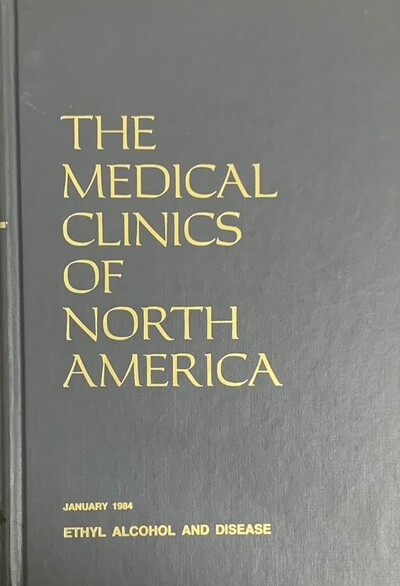 THE
MEDICAL
CLINICS
OF
NORTH
AMERICA
JANUARY 1984
ETHYL ALCOHOL AND DISEASE